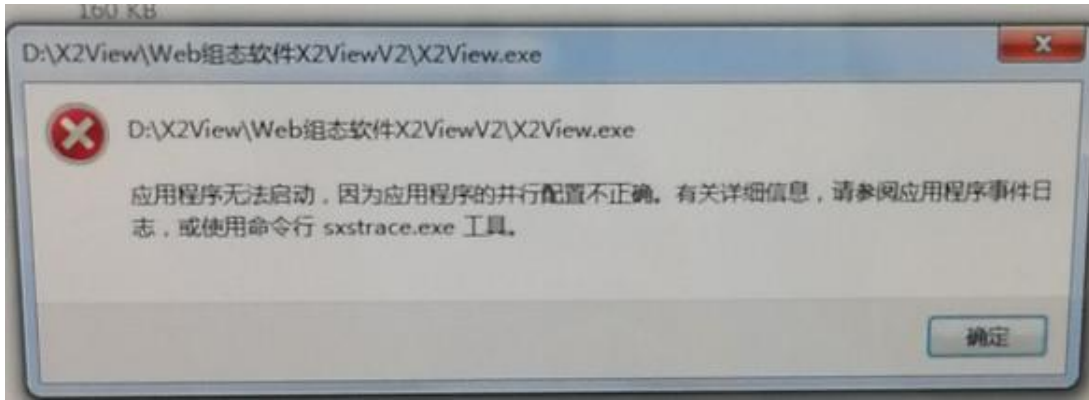 160 KB
D:\X2View\Web组态软件X2ViewV2\X2View.exe
D:\X2View\Web组态软件X2ViewV2\X2View.exe
应用程序无法启动，因为应用程序的并行配置不正确。有关详细信息，请参阅应用程序事件日
志，或使用命令行 sxstrace.exe 工具。
确定